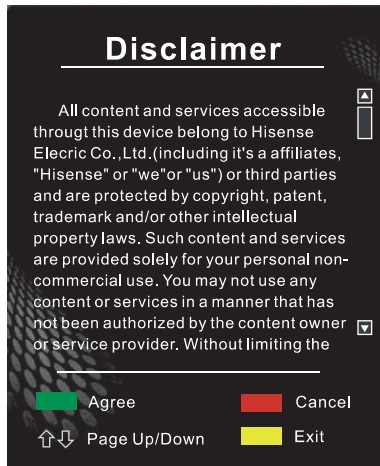 Disclaimer
All content and services accessible
througt this device belong to Hisense
Elecric Co.,Ltd.(including it's a affiliates,
"Hisense" or "we"or "us") or third parties
and are protected by copyright, patent,
trademark and/or other intellectual
property laws. Such content and services
are provided solely for your personal non-
commercial use. You may not use any
content or services in a manner that has
not been authorized by the content owner
or service provider. Without limiting the
Agree Cancel
Page Up/Down Exit